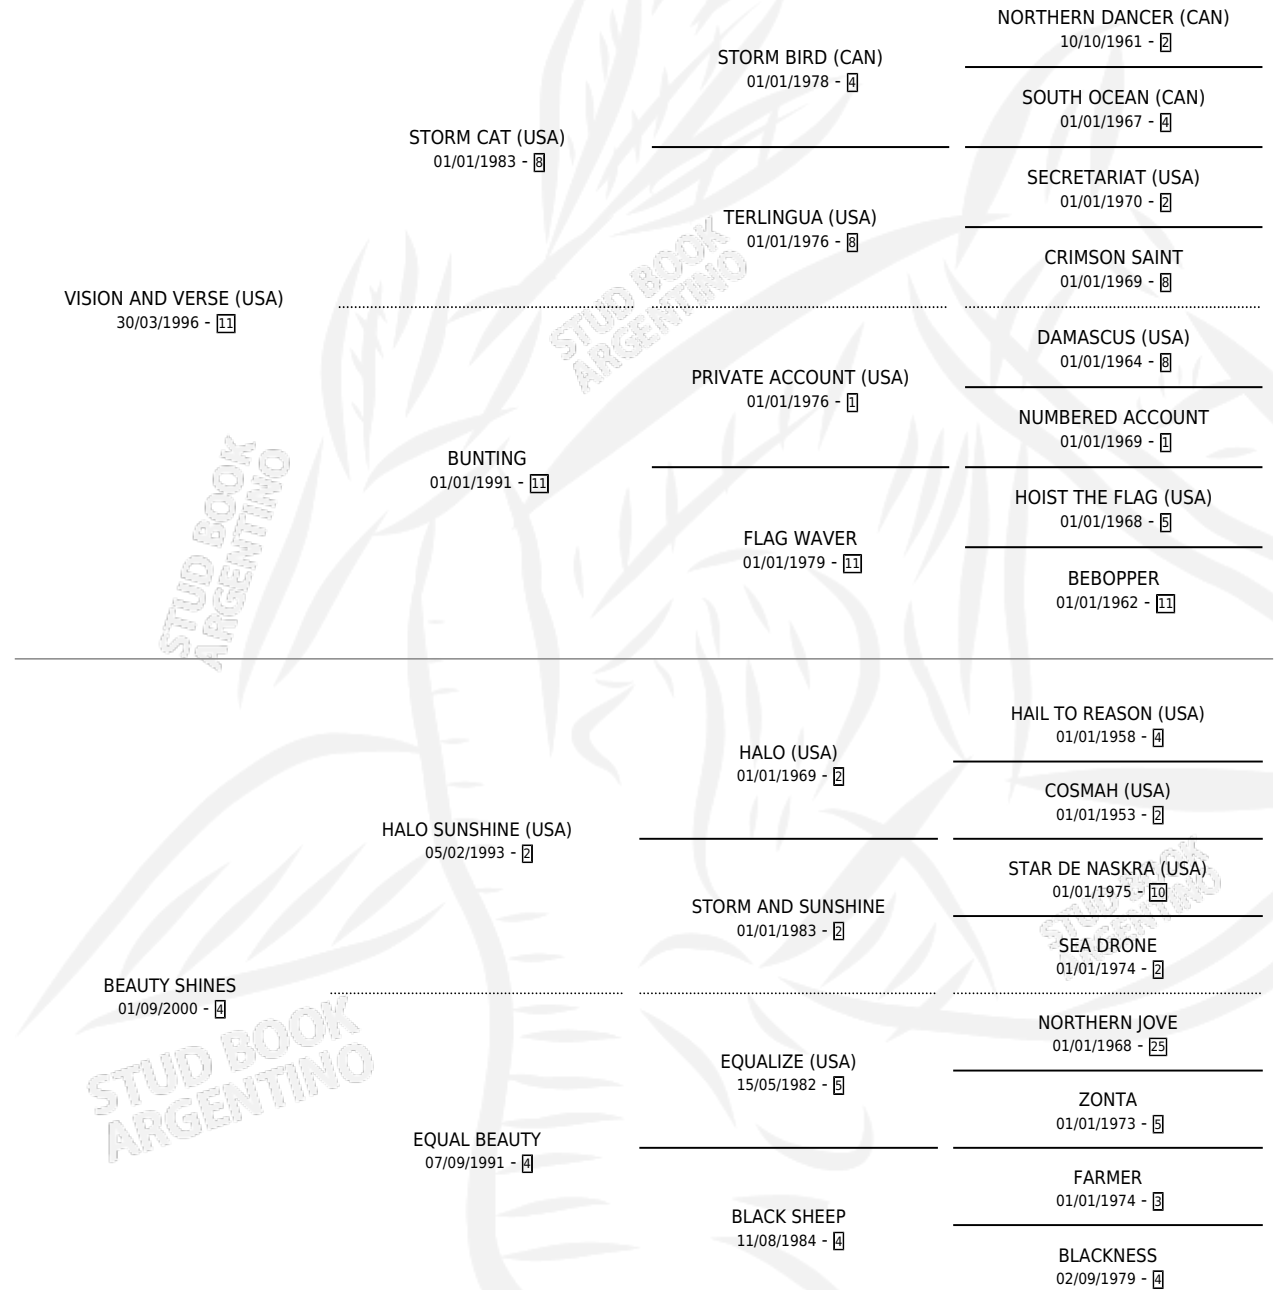 NORTHERN DANCER (CAN)
10/10/1961 - 2
STORM BIRD (CAN)
01/01/1978 - 4
SOUTH OCEAN (CAN)
01/01/1967 - 4
STORM CAT (USA)
01/01/1983 - 8
SECRETARIAT (USA)
01/01/1970 - 2
TERLINGUA (USA)
01/01/1976 - 8
CRIMSON SAINT
01/01/1969 - 8
VISION AND VERSE (USA)
30/03/1996 - 11
DAMASCUS (USA)
01/01/1964 - 8
PRIVATE ACCOUNT (USA)
01/01/1976 - 1
NUMBERED ACCOUNT
01/01/1969 - 1
BUNTING
01/01/1991 - 11
HOIST THE FLAG (USA)
01/01/1968 - 5
FLAG WAVER
01/01/1979 - 11
BEBOPPER
01/01/1962 - 11
HAIL TO REASON (USA)
01/01/1958 - 4
HALO (USA)
01/01/1969 - 2
COSMAH (USA)
01/01/1953 - 2
HALO SUNSHINE (USA)
05/02/1993 - 2
STAR DE NASKRA (USA)
01/01/1975 - 10
STORM AND SUNSHINE
01/01/1983 - 2
SEA DRONE
01/01/1974 - 2
BEAUTY SHINES
01/09/2000 - 4
NORTHERN JOVE
01/01/1968 - 25
EQUALIZE (USA)
15/05/1982 - 5
ZONTA
01/01/1973 - 5
EQUAL BEAUTY
07/09/1991 - 4
FARMER
01/01/1974 - 3
BLACK SHEEP
11/08/1984 - 4
BLACKNESS
02/09/1979 - 4
STUD BOOK
ARGENTINO
STUD BOOK
ARGENTINO
STUD BOOK
ARGENTINO
STUD BOOK
ARGENTINO